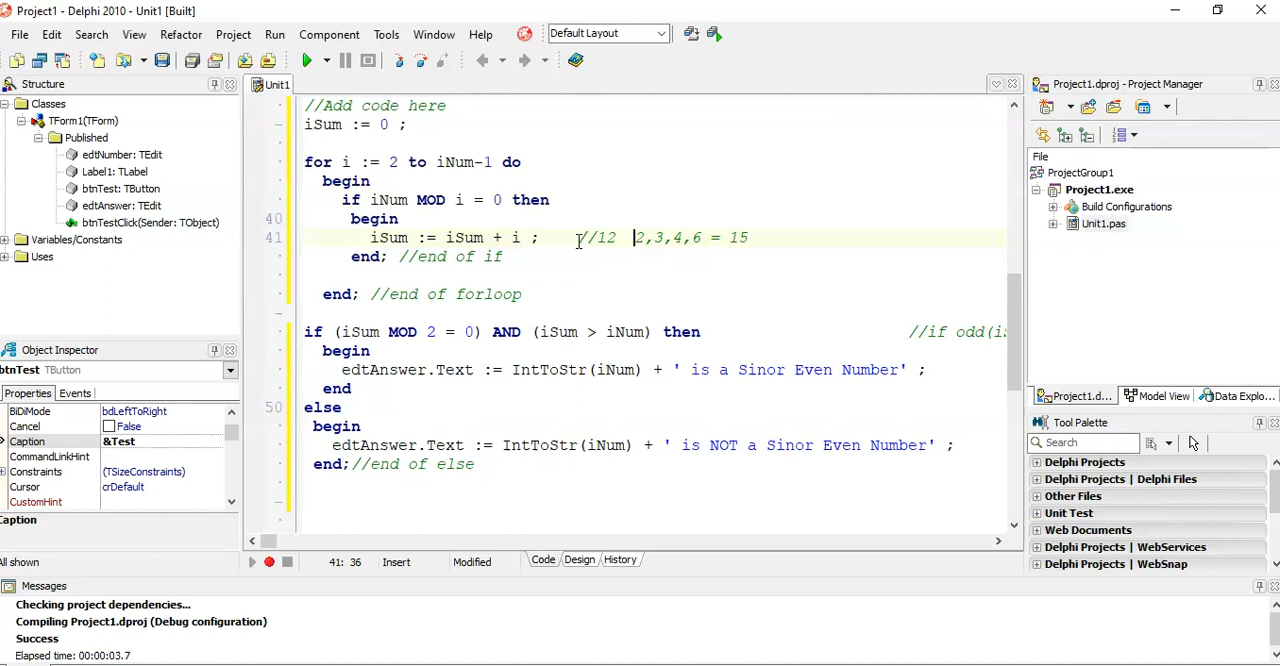 Project1 - Delphi 2010 - Unit1 [Built]
File Edit Search View Refactor Project Run Component Tools Window Help
Default Layout
Structure
Classes
TForm1(TForm)
Published
edtNumber: TEdit
Label1: TLabel
btnTest: TButton
edtAnswer: TEdit
btnTestClick(Sender: TObject)
Variables/Constants
Uses
Object Inspector
btnTest TButton
Properties Events
BiDiMode bdLeftToRight
Cancel False
Caption &Test
CommandLinkHint
Constraints (TSizeConstraints)
Cursor crDefault
CustomHint
Caption
All shown
Unit1
//Add code here
iSum := 0 ;
for i := 2 to iNum-1 do
begin
if iNum MOD i = 0 then
40 begin
41 iSum := iSum + i ; //12 2,3,4,6 = 15
end; //end of if
end; //end of forloop
if (iSum MOD 2 = 0) AND (iSum > iNum) then //if odd(is
begin
edtAnswer.Text := IntToStr(iNum) + ' is a Sinor Even Number' ;
end
50 else
begin
edtAnswer.Text := IntToStr(iNum) + ' is NOT a Sinor Even Number' ;
end;//end of else
41: 36 Insert Modified Code Design History
Project1.dproj - Project Manager
File
ProjectGroup1
Project1.exe
Build Configurations
Unit1.pas
Project1.d... Model View Data Explo...
Tool Palette
Search
Delphi Projects
Delphi Projects | Delphi Files
Other Files
Unit Test
Web Documents
Delphi Projects | WebServices
Delphi Projects | WebSnap
Messages
Checking project dependencies...
Compiling Project1.dproj (Debug configuration)
Success
Elapsed time: 00:00:03.7